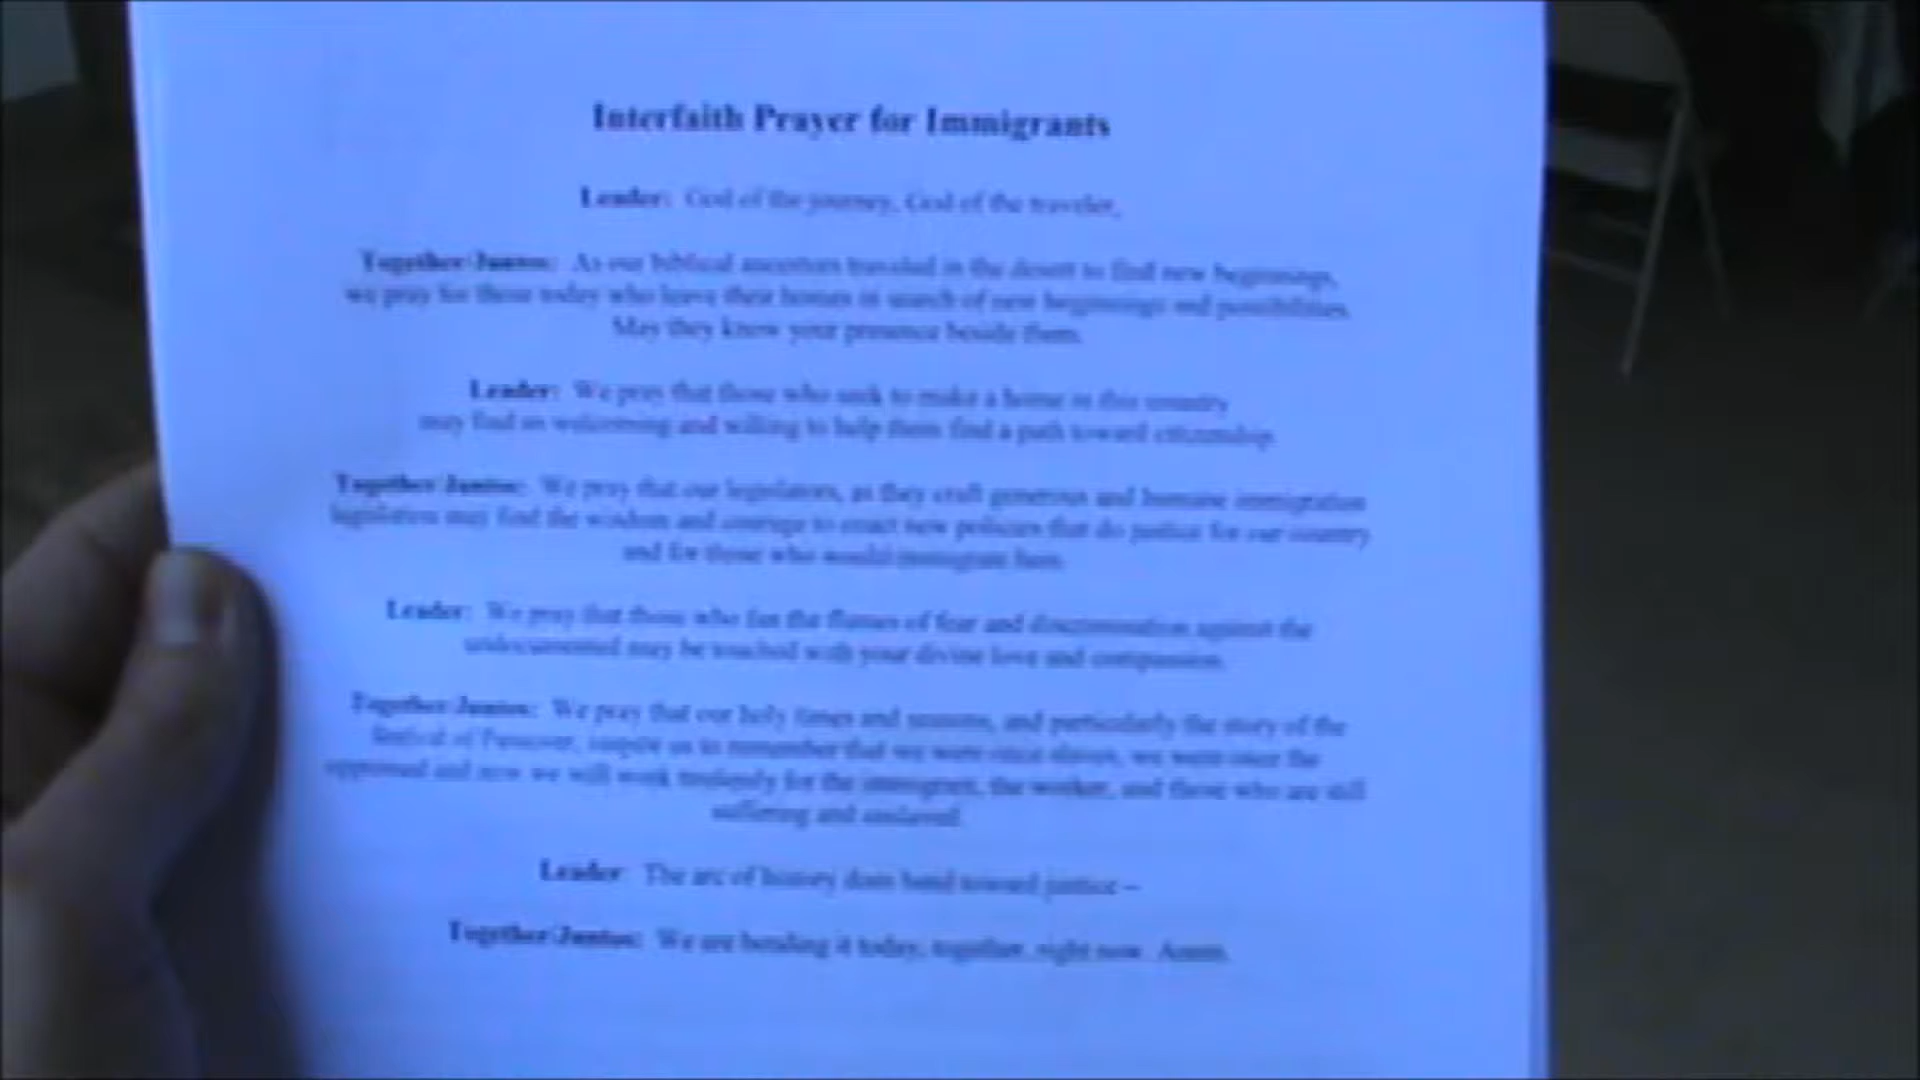 Interfaith Prayer for Immigrants
Leader: God of the journey, God of the traveler,
Together/Juntos: As our biblical ancestors traveled in the desert to find new beginnings,
we pray for those today who leave their homes in search of new beginnings and possibilities.
May they know your presence beside them.
Leader: We pray that those who seek to make a home in this country
may find us welcoming and willing to help them find a path toward citizenship.
Together/Juntos: We pray that our legislators, as they craft generous and humane immigration
legislation may find the wisdom and courage to enact new policies that do justice for our country
and for those who would immigrate here.
Leader: We pray that those who fan the flames of fear and discrimination against the
undocumented may be touched with your divine love and compassion.
Together/Juntos: We pray that our holy times and seasons, and particularly the story of the
festival of Passover, inspire us to remember that we were once slaves, we were once the
oppressed and now we will work tirelessly for the immigrant, the worker, and those who are still
suffering and enslaved.
Leader: The arc of history does bend toward justice –
Together/Juntos: We are bending it today, together, right now. Amen.